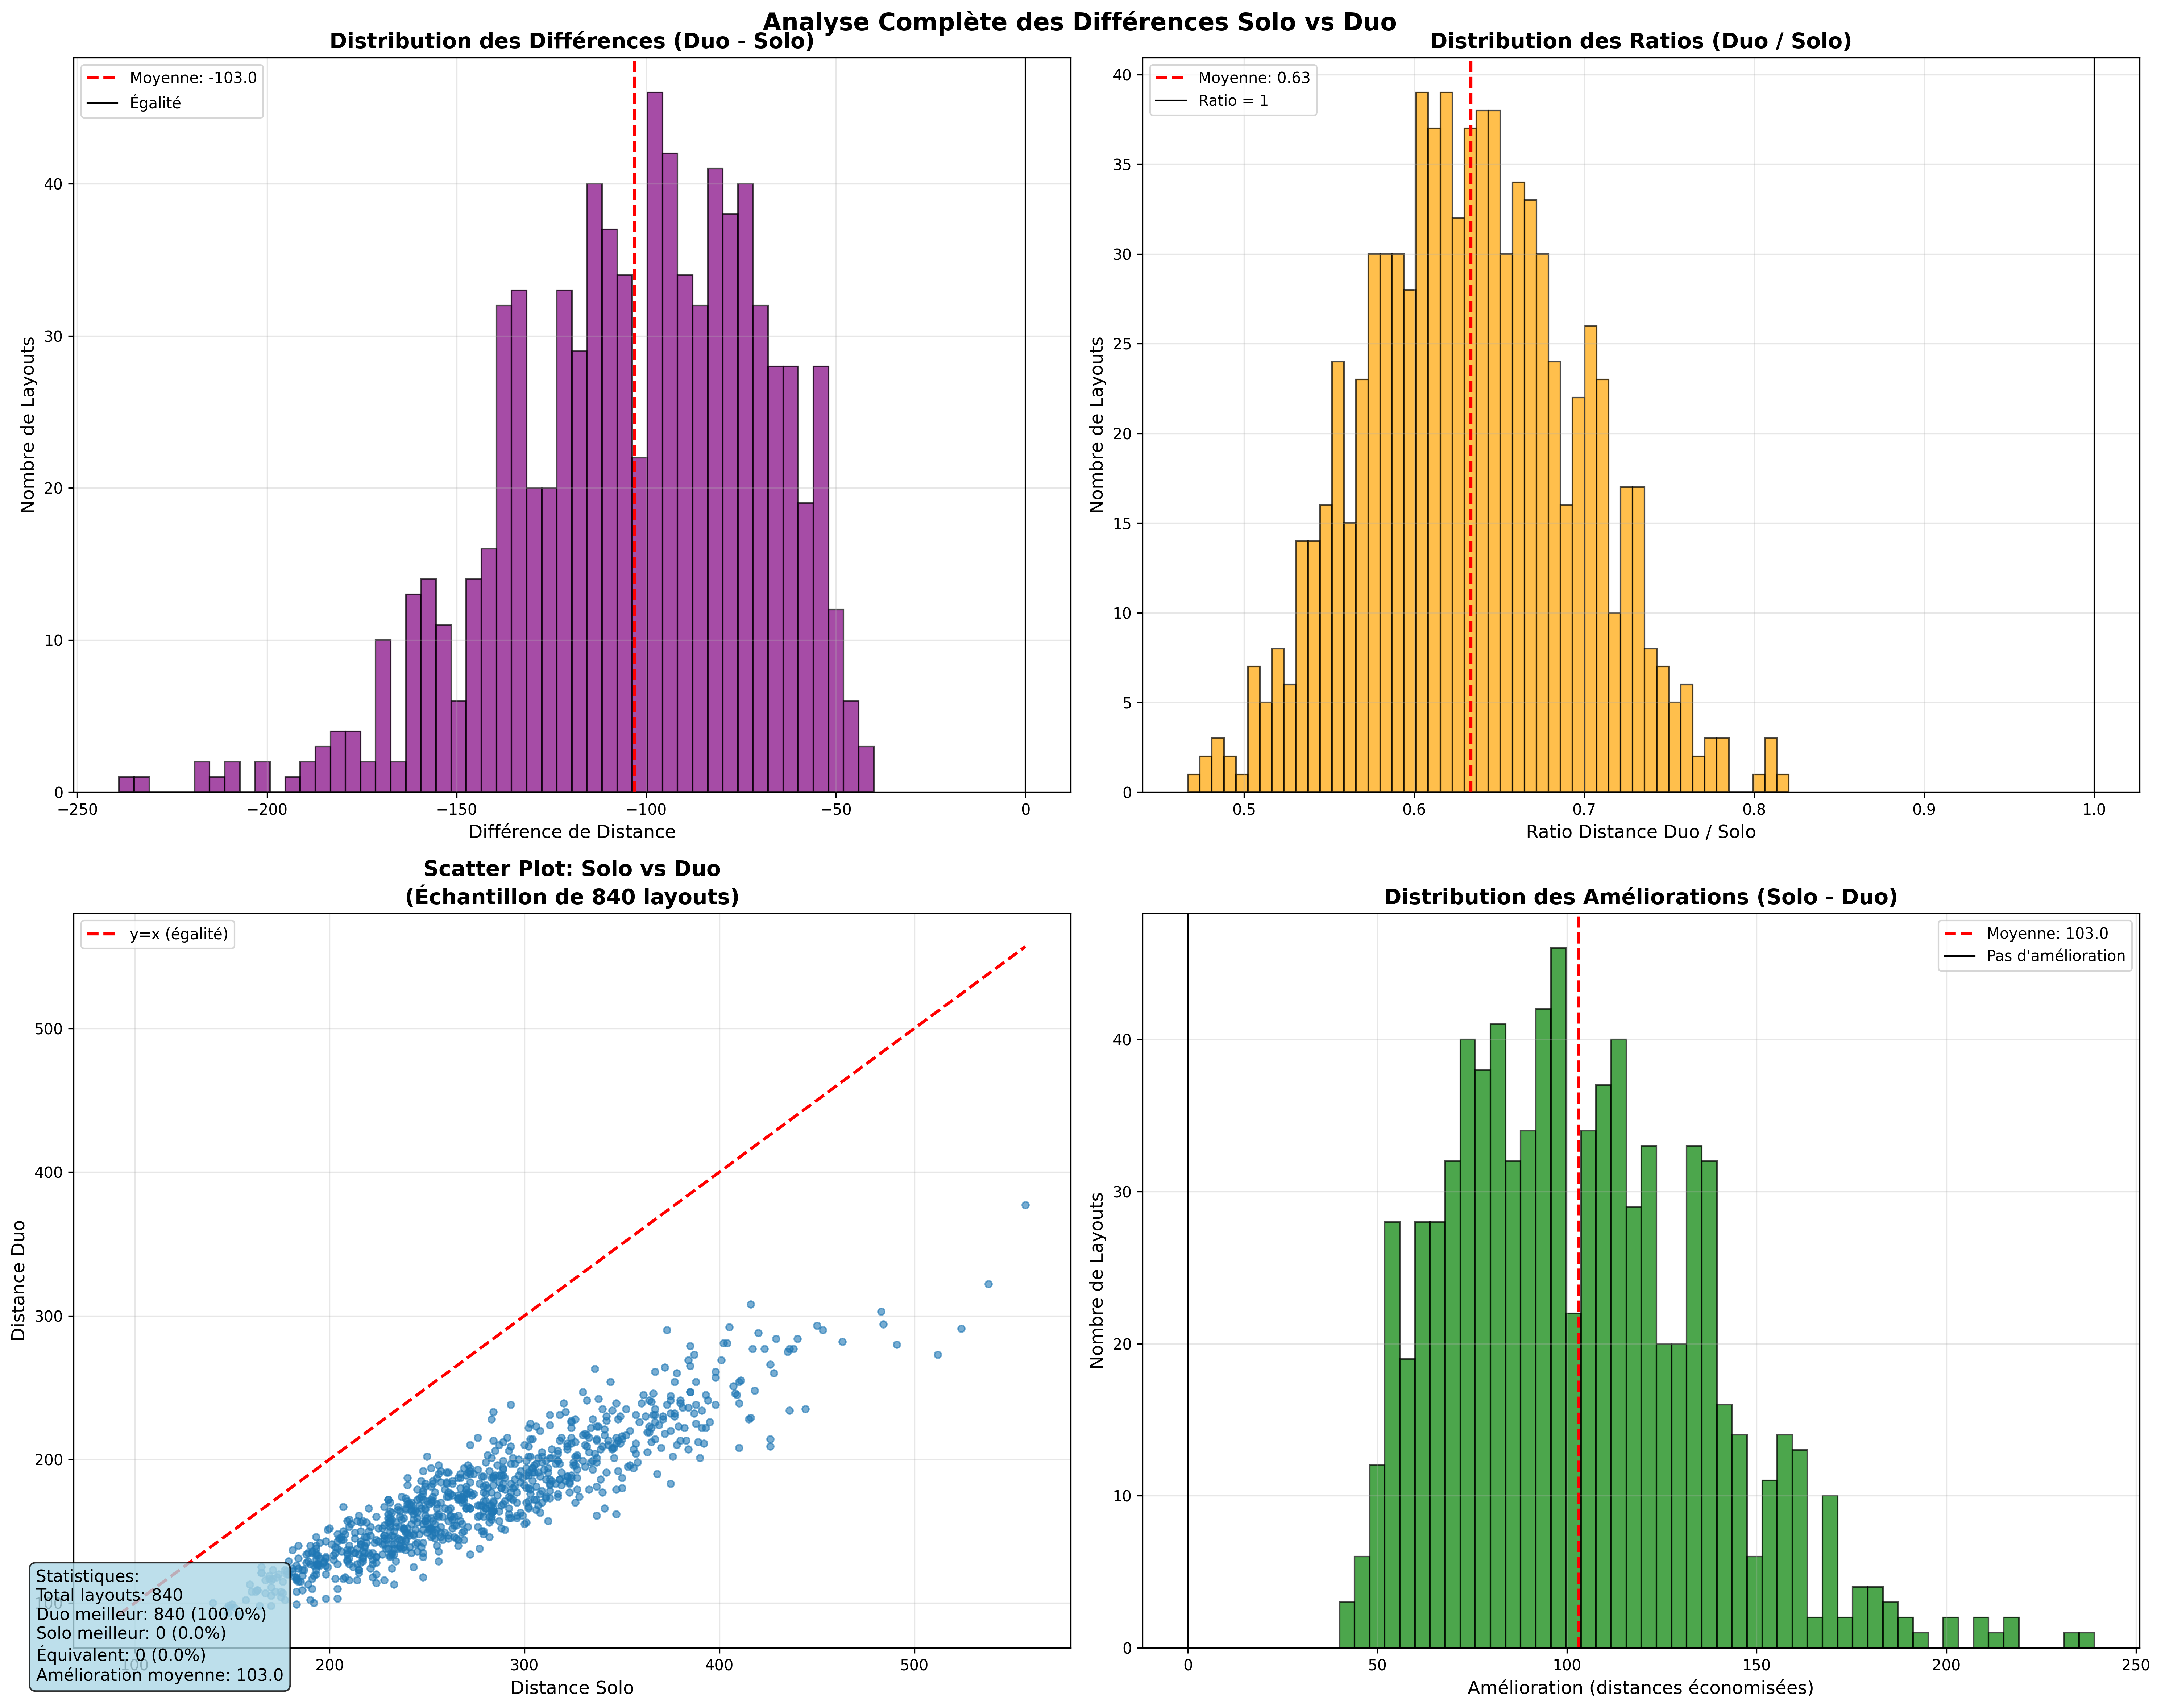 Analyse Complète des Différences Solo vs Duo
Distribution des Différences (Duo - Solo)
Moyenne: -103.0
Égalité
Nombre de Layouts
0
10
20
30
40
−250
−200
−150
−100
−50
0
Différence de Distance
Distribution des Ratios (Duo / Solo)
Moyenne: 0.63
Ratio = 1
Nombre de Layouts
0
5
10
15
20
25
30
35
40
0.5
0.6
0.7
0.8
0.9
1.0
Ratio Distance Duo / Solo
Scatter Plot: Solo vs Duo
(Échantillon de 840 layouts)
y=x (égalité)
Distance Duo
100
200
300
400
500
100
200
300
400
500
Distance Solo
Statistiques:
Total layouts: 840
Duo meilleur: 840 (100.0%)
Solo meilleur: 0 (0.0%)
Équivalent: 0 (0.0%)
Amélioration moyenne: 103.0
Distribution des Améliorations (Solo - Duo)
Moyenne: 103.0
Pas d'amélioration
Nombre de Layouts
0
10
20
30
40
0
50
100
150
200
250
Amélioration (distances économisées)